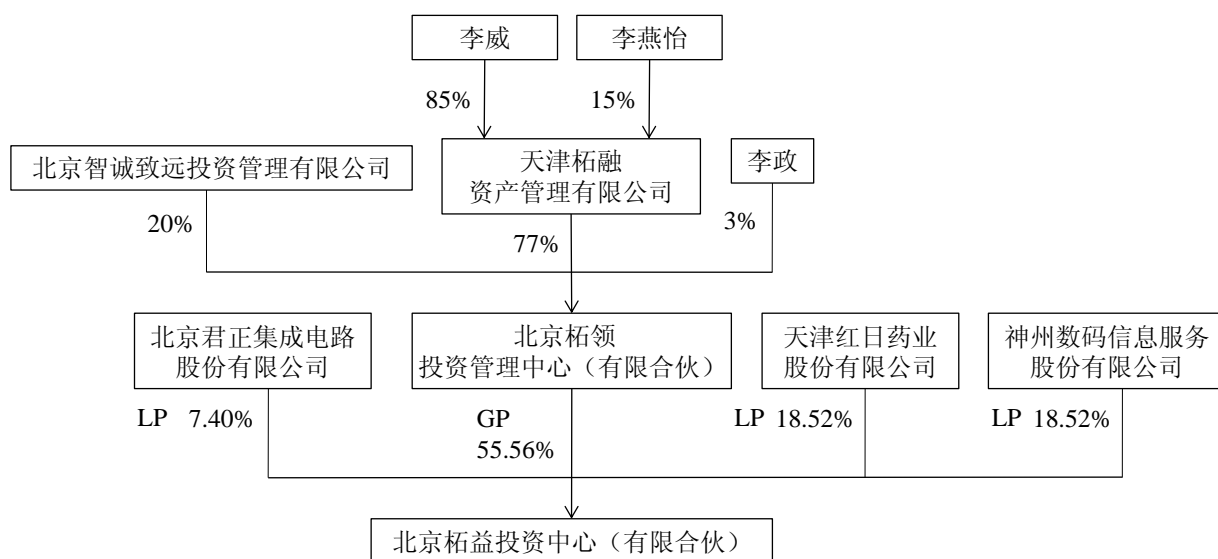 李威
李燕怡
85%
15%
北京智诚致远投资管理有限公司
天津柘融
资产管理有限公司
李政
20%
77%
3%
北京君正集成电路
股份有限公司
北京柘领
投资管理中心（有限合伙）
天津红日药业
股份有限公司
神州数码信息服务
股份有限公司
LP 7.40%
GP
55.56%
LP 18.52%
LP 18.52%
北京柘益投资中心（有限合伙）